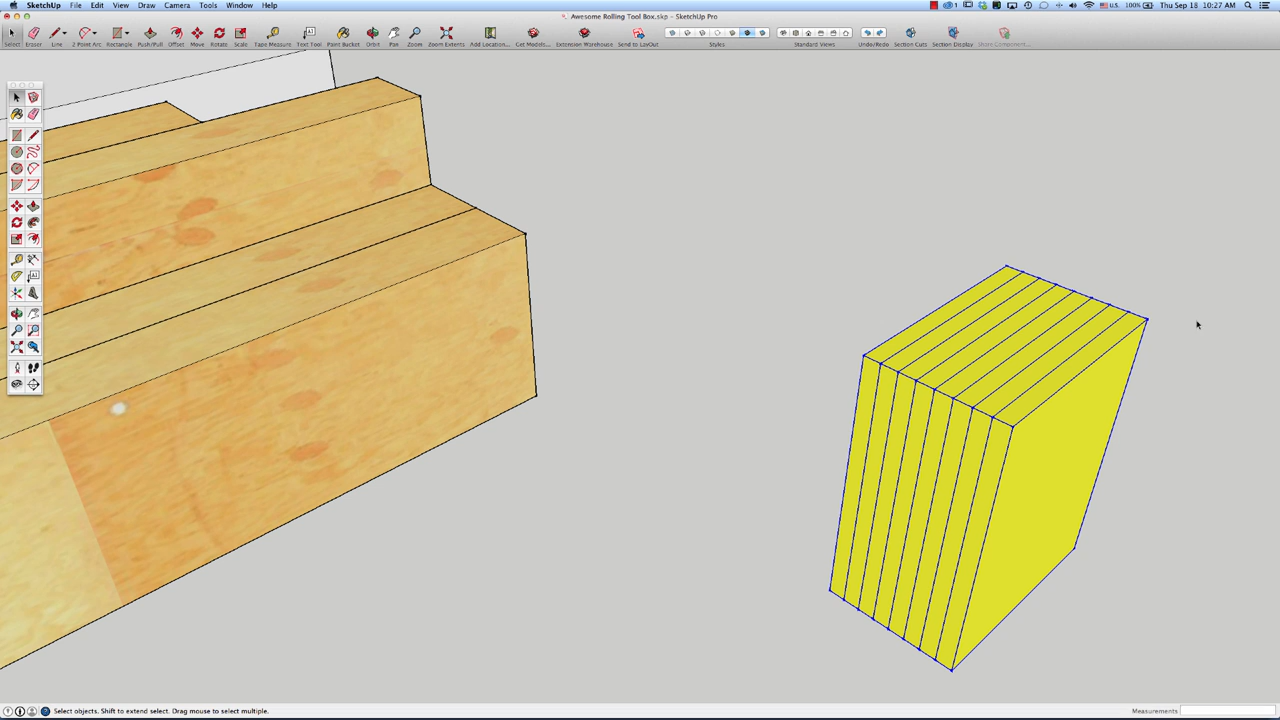 SketchUp File Edit View Draw Camera Tools Window Help 1 U.S. 100% Thu Sep 18 10:27 AM
Awesome Rolling Tool Box.skp - SketchUp Pro
Select Eraser Line 2 Point Arc Rectangle Push/Pull Offset Move Rotate Scale Tape Measure Text Tool Paint Bucket Orbit Pan Zoom Zoom Extents Add Location... Get Models... Extension Warehouse Send to LayOut Styles Standard Views Undo/Redo Section Cuts Section Display Share Component...
Select objects. Shift to extend select. Drag mouse to select multiple. Measurements